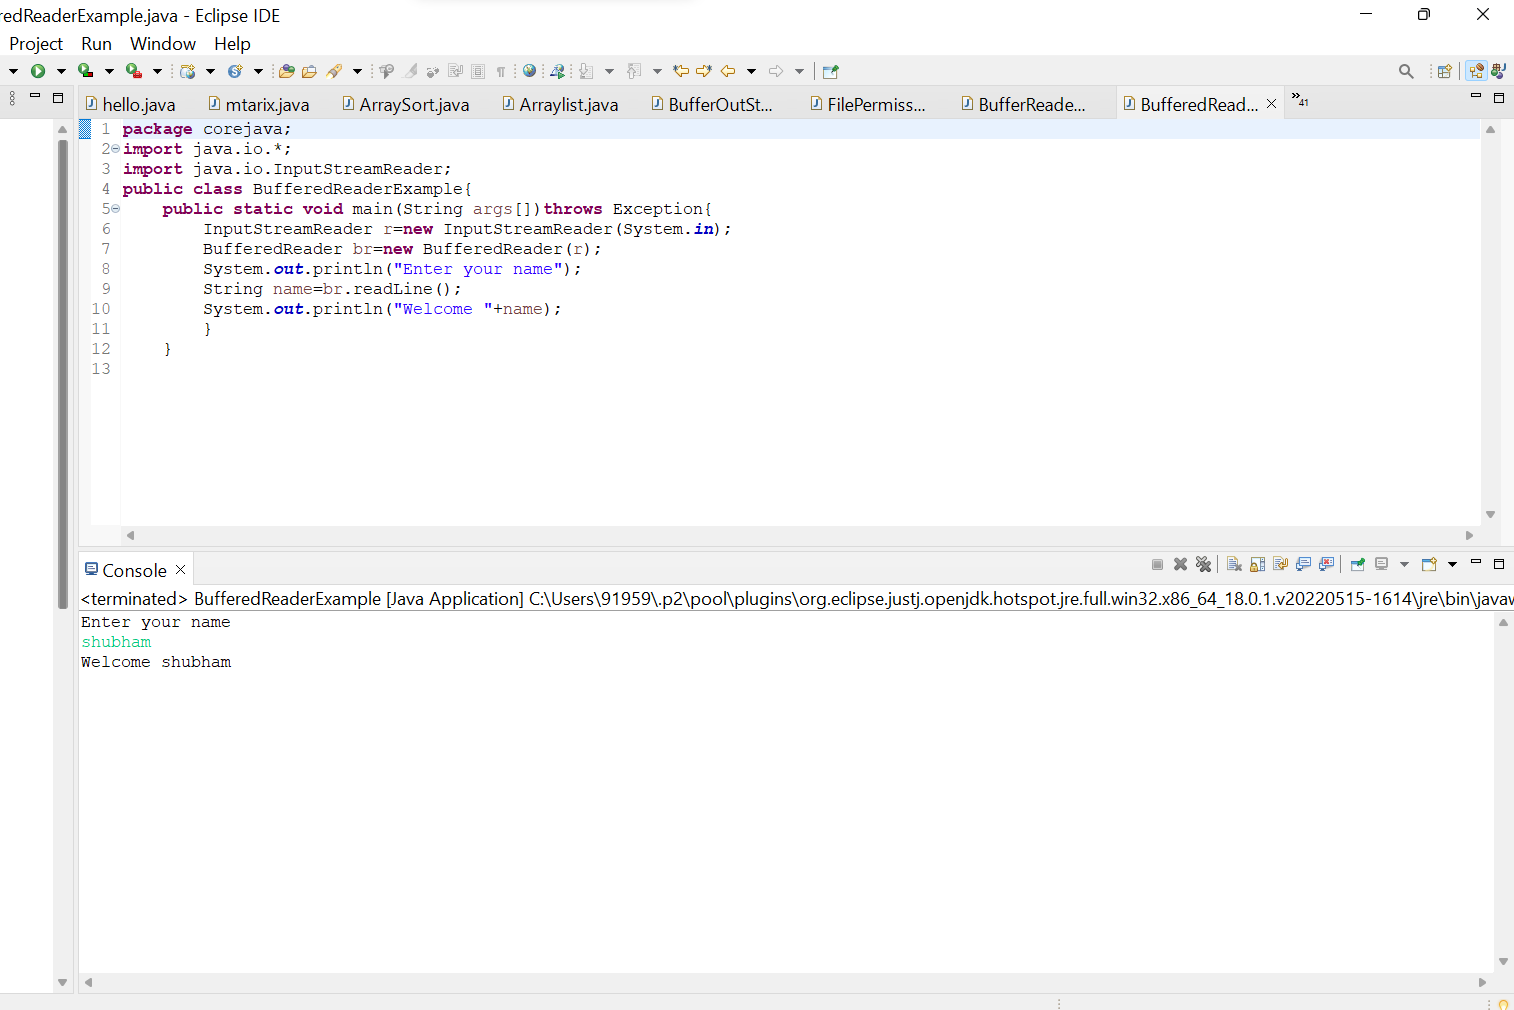 redReaderExample.java - Eclipse IDE
Project Run Window Help
hello.java mtarix.java ArraySort.java Arraylist.java BufferOutSt... FilePermiss... BufferReade... BufferedRead... »41
1 package corejava;
2 import java.io.*;
3 import java.io.InputStreamReader;
4 public class BufferedReaderExample{
5 public static void main(String args[])throws Exception{
6 InputStreamReader r=new InputStreamReader(System.in);
7 BufferedReader br=new BufferedReader(r);
8 System.out.println("Enter your name");
9 String name=br.readLine();
10 System.out.println("Welcome "+name);
11 }
12 }
13
Console
<terminated> BufferedReaderExample [Java Application] C:\Users\91959\.p2\pool\plugins\org.eclipse.justj.openjdk.hotspot.jre.full.win32.x86_64_18.0.1.v20220515-1614\jre\bin\javaw
Enter your name
shubham
Welcome shubham